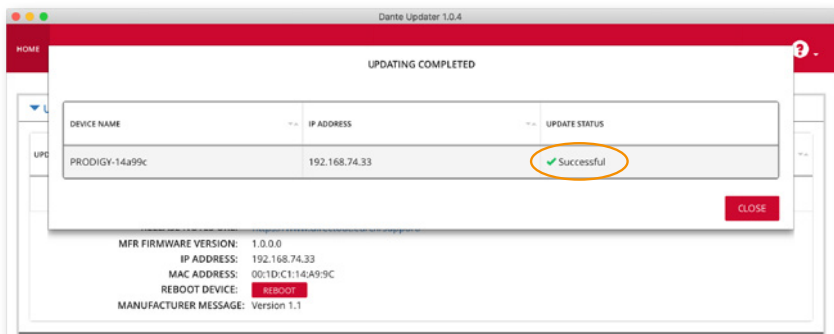 Dante Updater 1.0.4
HOME
?
UPDATING COMPLETED
DEVICE NAME IP ADDRESS UPDATE STATUS
UPD
PRODIGY-14a99c 192.168.74.33 ✔ Successful
CLOSE
MFR FIRMWARE VERSION: 1.0.0.0
IP ADDRESS: 192.168.74.33
MAC ADDRESS: 00:1D:C1:14:A9:9C
REBOOT DEVICE: REBOOT
MANUFACTURER MESSAGE: Version 1.1